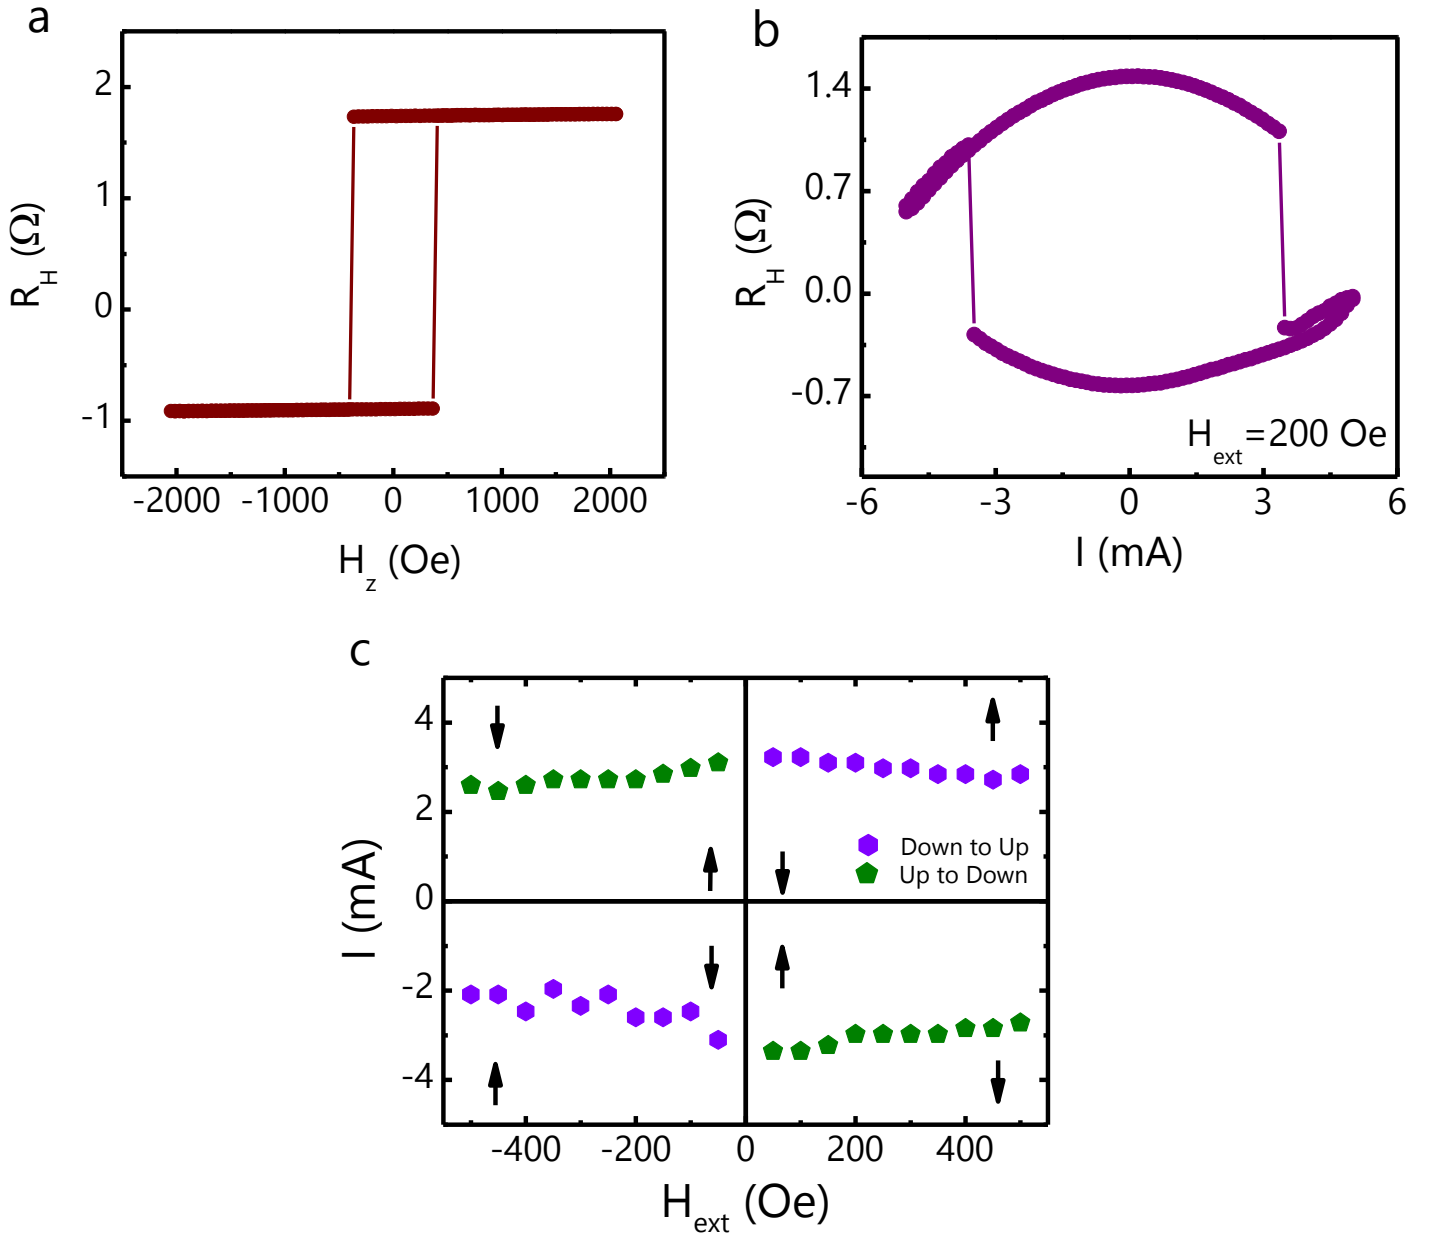 a
2
1
0
-1
R_H (Ω)
-2000 -1000 0 1000 2000
H_z (Oe)
b
1.4
0.7
0.0
-0.7
R_H (Ω)
H_ext=200 Oe
-6 -3 0 3 6
I (mA)
c
4
2
0
-2
-4
I (mA)
Down to Up
Up to Down
-400 -200 0 200 400
H_ext (Oe)